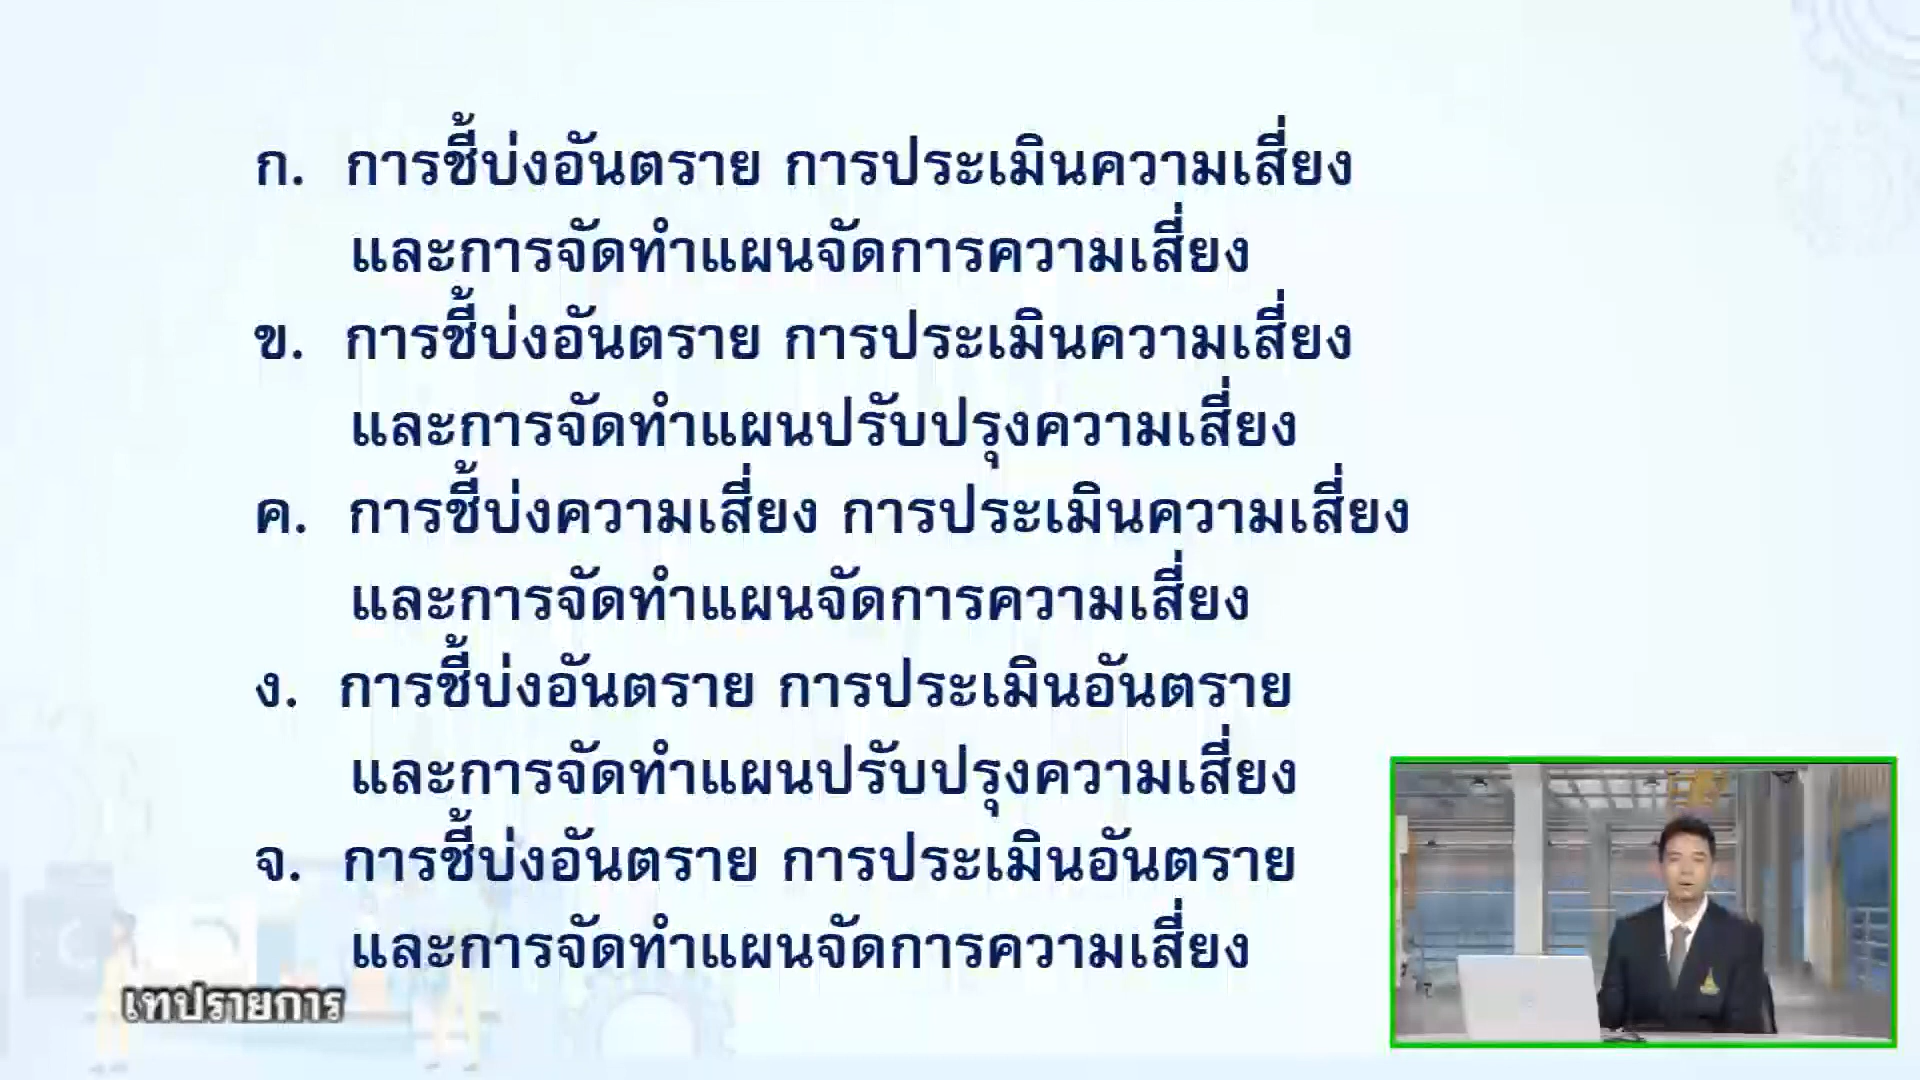 ก. การชี้บ่งอันตราย การประเมินความเสี่ยง
และการจัดทำแผนจัดการความเสี่ยง
ข. การชี้บ่งอันตราย การประเมินความเสี่ยง
และการจัดทำแผนปรับปรุงความเสี่ยง
ค. การชี้บ่งความเสี่ยง การประเมินความเสี่ยง
และการจัดทำแผนจัดการความเสี่ยง
ง. การชี้บ่งอันตราย การประเมินอันตราย
และการจัดทำแผนปรับปรุงความเสี่ยง
จ. การชี้บ่งอันตราย การประเมินอันตราย
และการจัดทำแผนจัดการความเสี่ยง
เทปรายการ